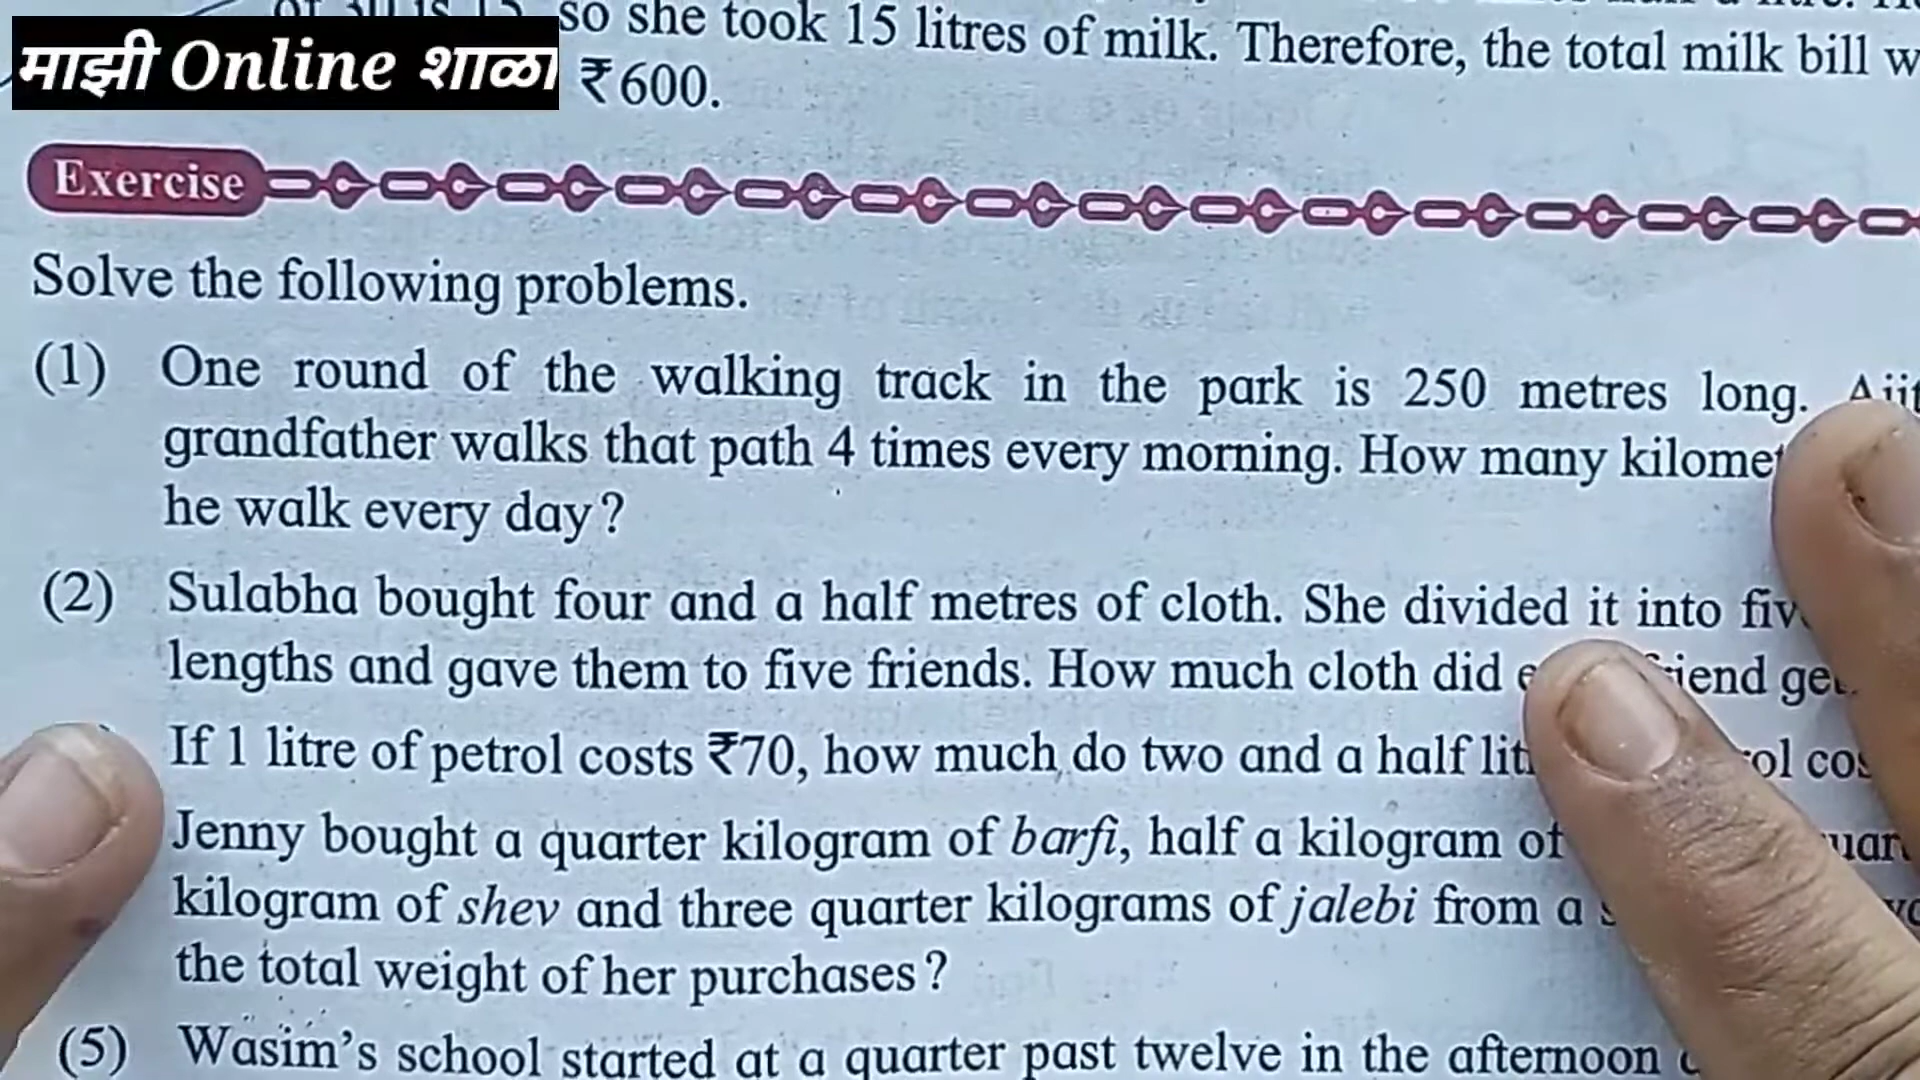 so she took 15 litres of milk. Therefore, the total milk bill
माझी Online शाळा
₹600.
Exercise
Solve the following problems.
(1) One round of the walking track in the park is 250 metres long.
grandfather walks that path 4 times every morning. How many
he walk every day?
(2) Sulabha bought four and a half metres of cloth. She divided it into
lengths and gave them to five friends. How much cloth did
If 1 litre of petrol costs ₹70, how much do two and a half
Jenny bought a quarter kilogram of barfi, half a kilogram of
kilogram of shev and three quarter kilograms of jalebi from a
the total weight of her purchases?
(5) Wasim's school started at a quarter past twelve in the afternoon